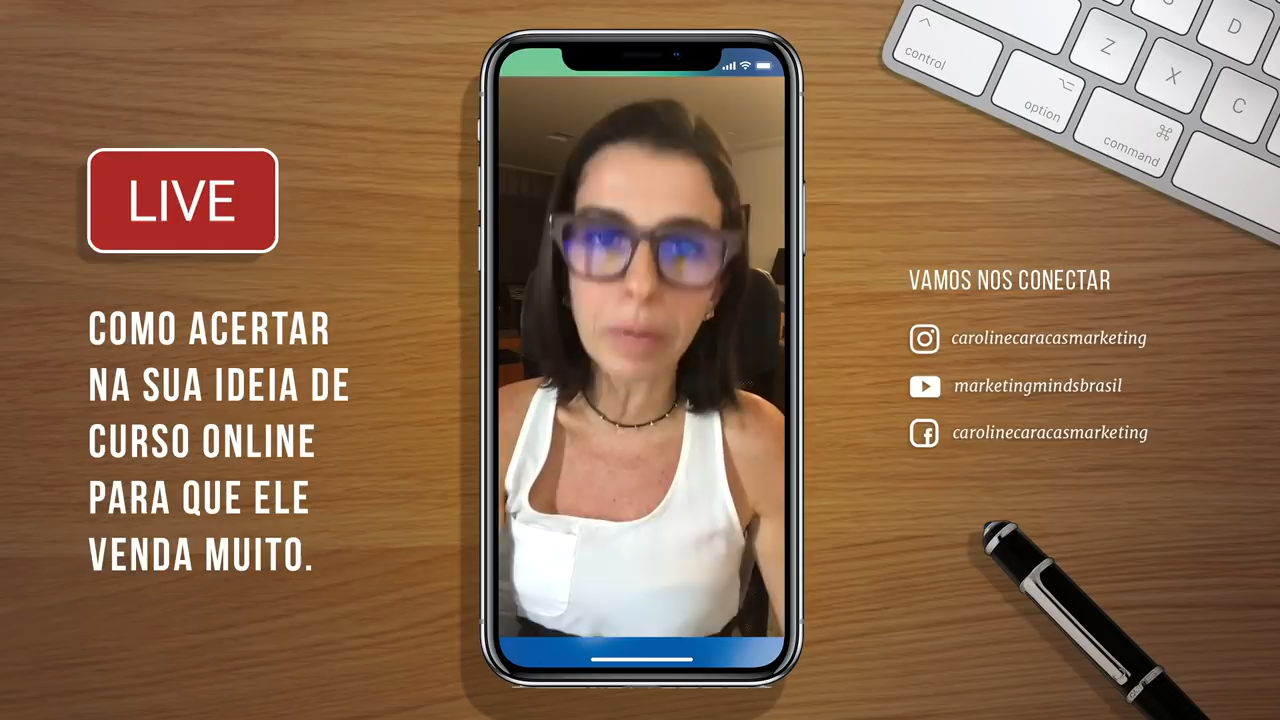 LIVE
COMO ACERTAR
NA SUA IDEIA DE
CURSO ONLINE
PARA QUE ELE
VENDA MUITO.
VAMOS NOS CONECTAR
carolinecaracasmarketing
marketingmindsbrasil
carolinecaracasmarketing
control
option
command
Z
X
C
S
D